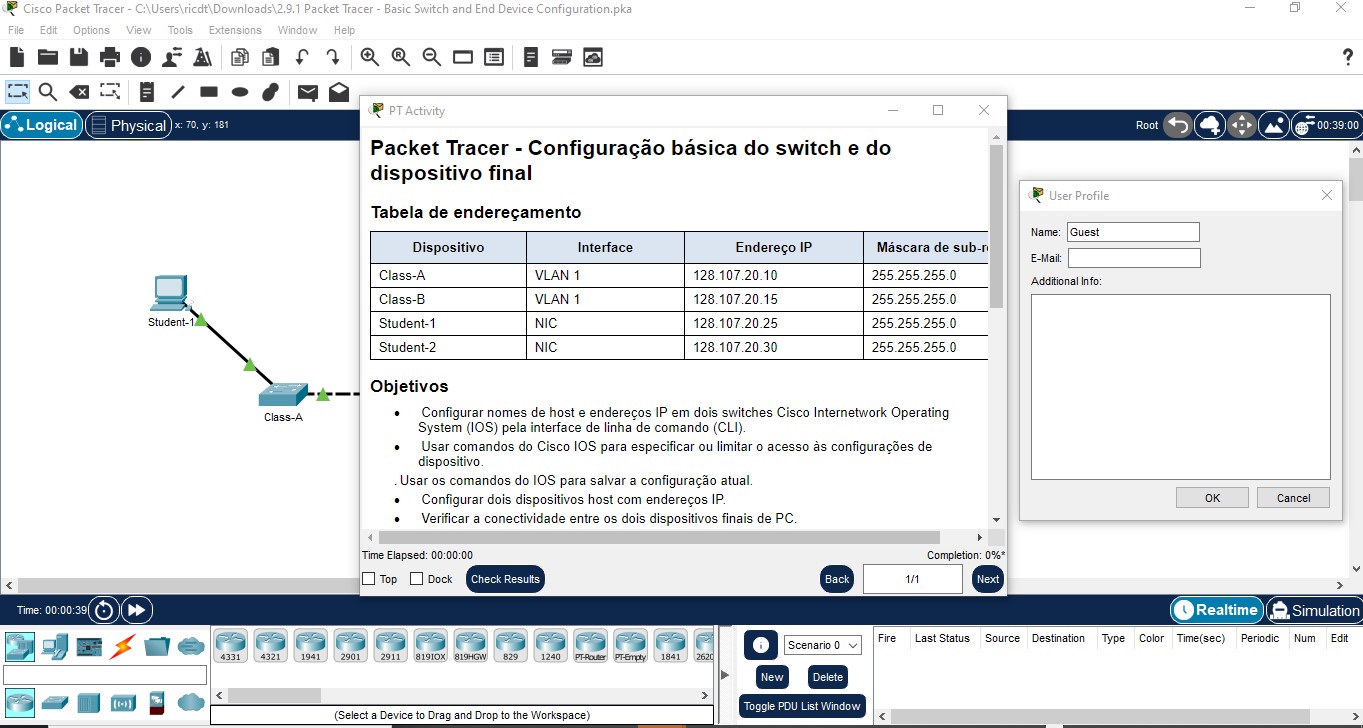 Cisco Packet Tracer - C:\Users\ricdt\Downloads\2.9.1 Packet Tracer - Basic Switch and End Device Configuration.pka
File Edit Options View Tools Extensions Window Help
Logical Physical x: 70, y: 181
Root 00:39:00
PT Activity
Packet Tracer - Configuração básica do switch e do
dispositivo final
Tabela de endereçamento
Dispositivo Interface Endereço IP Máscara de sub-r
Class-A VLAN 1 128.107.20.10 255.255.255.0
Class-B VLAN 1 128.107.20.15 255.255.255.0
Student-1 NIC 128.107.20.25 255.255.255.0
Student-2 NIC 128.107.20.30 255.255.255.0
Objetivos
• Configurar nomes de host e endereços IP em dois switches Cisco Internetwork Operating
System (IOS) pela interface de linha de comando (CLI).
• Usar comandos do Cisco IOS para especificar ou limitar o acesso às configurações de
dispositivo.
. Usar os comandos do IOS para salvar a configuração atual.
• Configurar dois dispositivos host com endereços IP.
• Verificar a conectividade entre os dois dispositivos finais de PC.
Time Elapsed: 00:00:00 Completion: 0%*
Top Dock Check Results Back 1/1 Next
Student-1
Class-A
User Profile
Name: Guest
E-Mail:
Additional Info:
OK Cancel
Time: 00:00:39
Realtime Simulation
4331 4321 1941 2901 2911 819IOX 819HGW 829 1240 PT-Router PT-Empty 1841 2620
(Select a Device to Drag and Drop to the Workspace)
Scenario 0
New Delete
Toggle PDU List Window
Fire Last Status Source Destination Type Color Time(sec) Periodic Num Edit